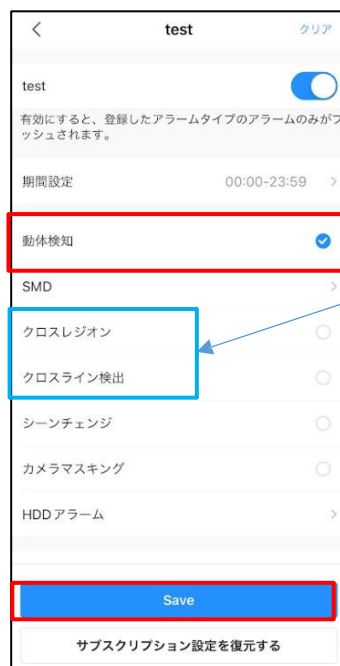 test
クリア
test
有効にすると、登録したアラームタイプのアラームのみがプ
ッシュされます。
期間設定
00:00-23:59
動体検知
SMD
クロスレジオン
クロスライン検出
シーンチェンジ
カメラマスキング
HDDアラーム
Save
サブスクリプション設定を復元する